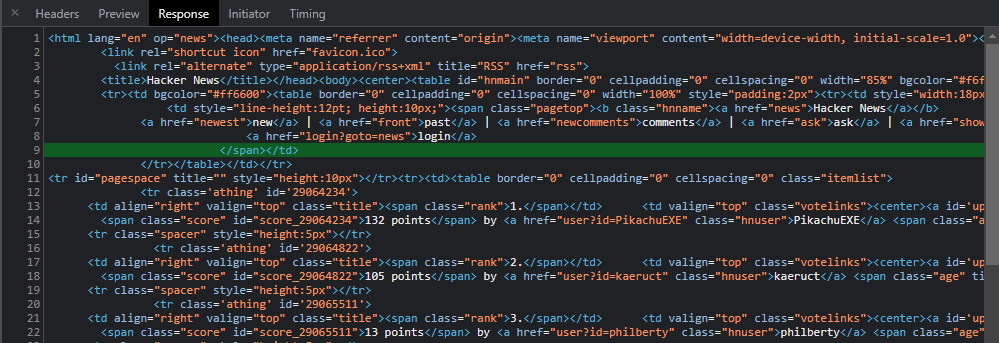 × Headers Preview Response Initiator Timing
1 <html lang="en" op="news"><head><meta name="referrer" content="origin"><meta name="viewport" content="width=device-width, initial-scale=1.0"><
2 <link rel="shortcut icon" href="favicon.ico">
3 <link rel="alternate" type="application/rss+xml" title="RSS" href="rss">
4 <title>Hacker News</title></head><body><center><table id="hnmain" border="0" cellpadding="0" cellspacing="0" width="85%" bgcolor="#f6f
5 <tr><td bgcolor="#ff6600"><table border="0" cellpadding="0" cellspacing="0" width="100%" style="padding:2px"><tr><td style="width:18px
6 <td style="line-height:12pt; height:10px;"><span class="pagetop"><b class="hnname"><a href="news">Hacker News</a></b>
7 <a href="newest">new</a> | <a href="front">past</a> | <a href="newcomments">comments</a> | <a href="ask">ask</a> | <a href="show
8 <a href="login?goto=news">login</a>
9 </span></td>
10 </tr></table></td></tr>
11 <tr id="pagespace" title="" style="height:10px"></tr><tr><td><table border="0" cellpadding="0" cellspacing="0" class="itemlist">
12 <tr class='athing' id='29064234'>
13 <td align="right" valign="top" class="title"><span class="rank">1.</span></td> <td valign="top" class="votelinks"><center><a id='up
14 <span class="score" id="score_29064234">132 points</span> by <a href="user?id=PikachuEXE" class="hnuser">PikachuEXE</a> <span class="a
15 <tr class="spacer" style="height:5px"></tr>
16 <tr class='athing' id='29064822'>
17 <td align="right" valign="top" class="title"><span class="rank">2.</span></td> <td valign="top" class="votelinks"><center><a id='up
18 <span class="score" id="score_29064822">105 points</span> by <a href="user?id=kaeruct" class="hnuser">kaeruct</a> <span class="age" ti
19 <tr class="spacer" style="height:5px"></tr>
20 <tr class='athing' id='29065511'>
21 <td align="right" valign="top" class="title"><span class="rank">3.</span></td> <td valign="top" class="votelinks"><center><a id='up
22 <span class="score" id="score_29065511">13 points</span> by <a href="user?id=philberty" class="hnuser">philberty</a> <span class="age"